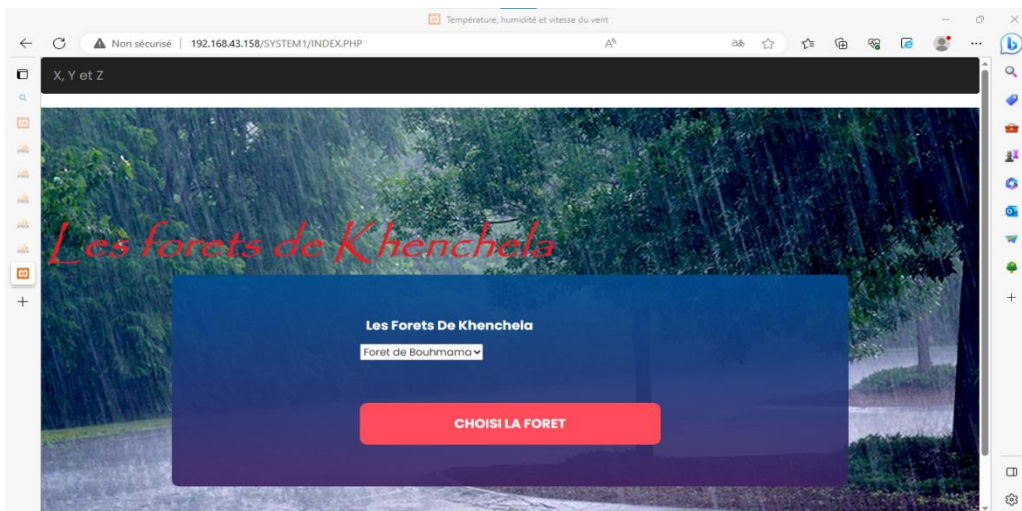 Température, humidité et vitesse du vent
Non sécurisé | 192.168.43.158/SYSTEM1/INDEX.PHP
X, Y et Z
Les forets de Khenchela
Les Forets De Khenchela
Foret de Bouhmama
CHOISI LA FORET